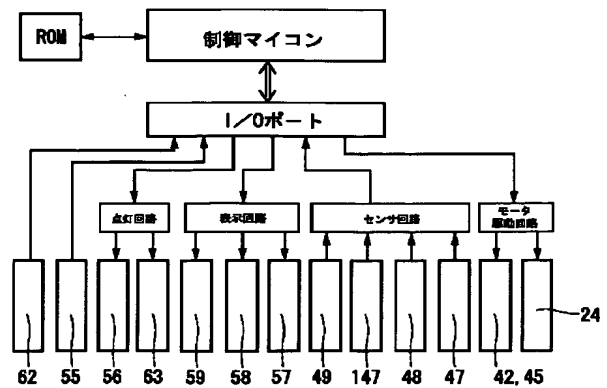 ROM
制御マイコン
I/Oポート
点灯回路
表示回路
センサ回路
モータ
駆動回路
24
62 55 56 63 59 58 57 49 147 48 47 42, 45